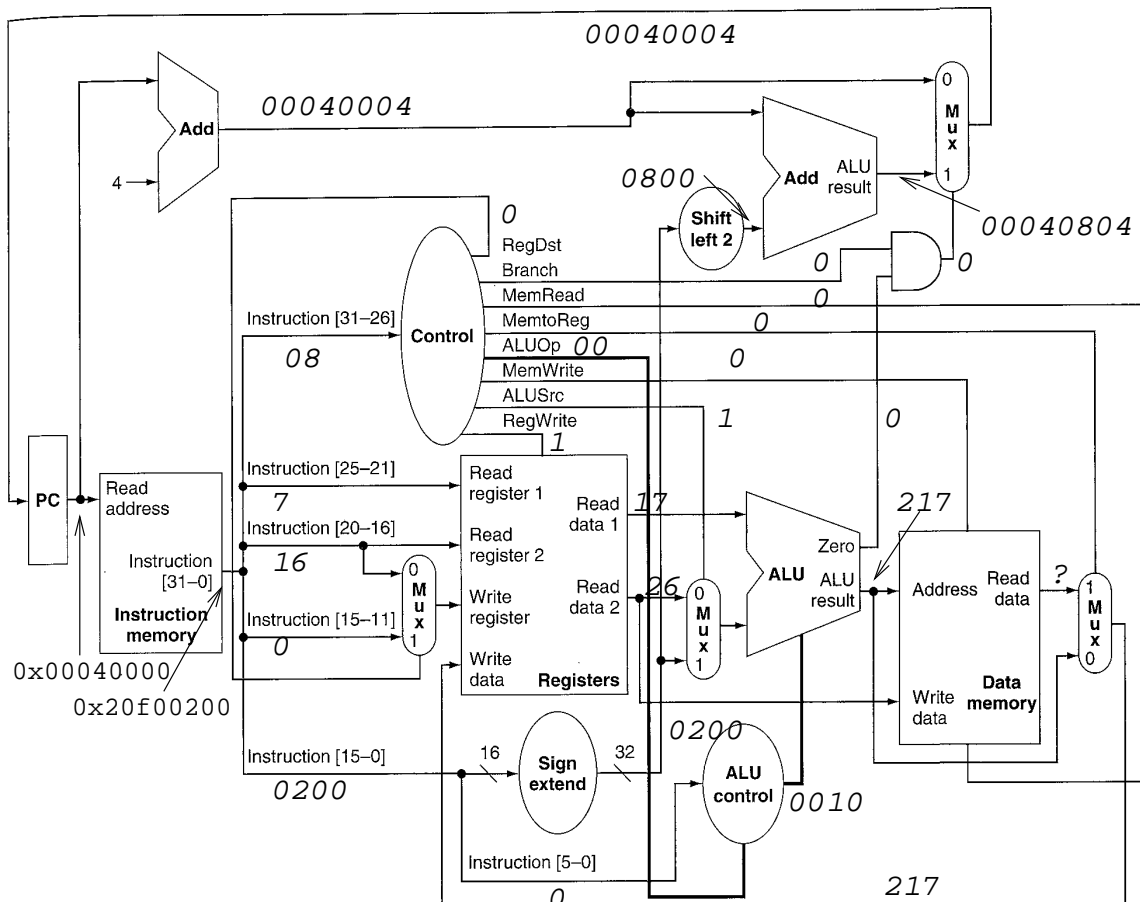 00040004
0
M
u
x
1
00040004
Add
4
0800
Add
ALU
result
Shift
left 2
00040804
0
RegDst
Branch
0
0
MemRead
0
MemtoReg
0
Instruction [31–26]
Control
08
ALUOp
00
0
MemWrite
ALUSrc
1
0
RegWrite
1
PC
Read
address
Instruction
[31–0]
Instruction
memory
0x00040000
0x20f00200
Instruction [25–21]
7
Instruction [20–16]
16
Instruction [15–11]
0
0
M
u
x
1
Read
register 1
Read
register 2
Write
register
Write
data
Registers
Read
data 1
Read
data 2
17
26
0
M
u
x
1
Zero
ALU
ALU
result
217
Address
Read
data
Write
data
Data
memory
?
1
M
u
x
0
Instruction [15–0]
0200
16
Sign
extend
32
0200
ALU
control
0010
Instruction [5–0]
0
217